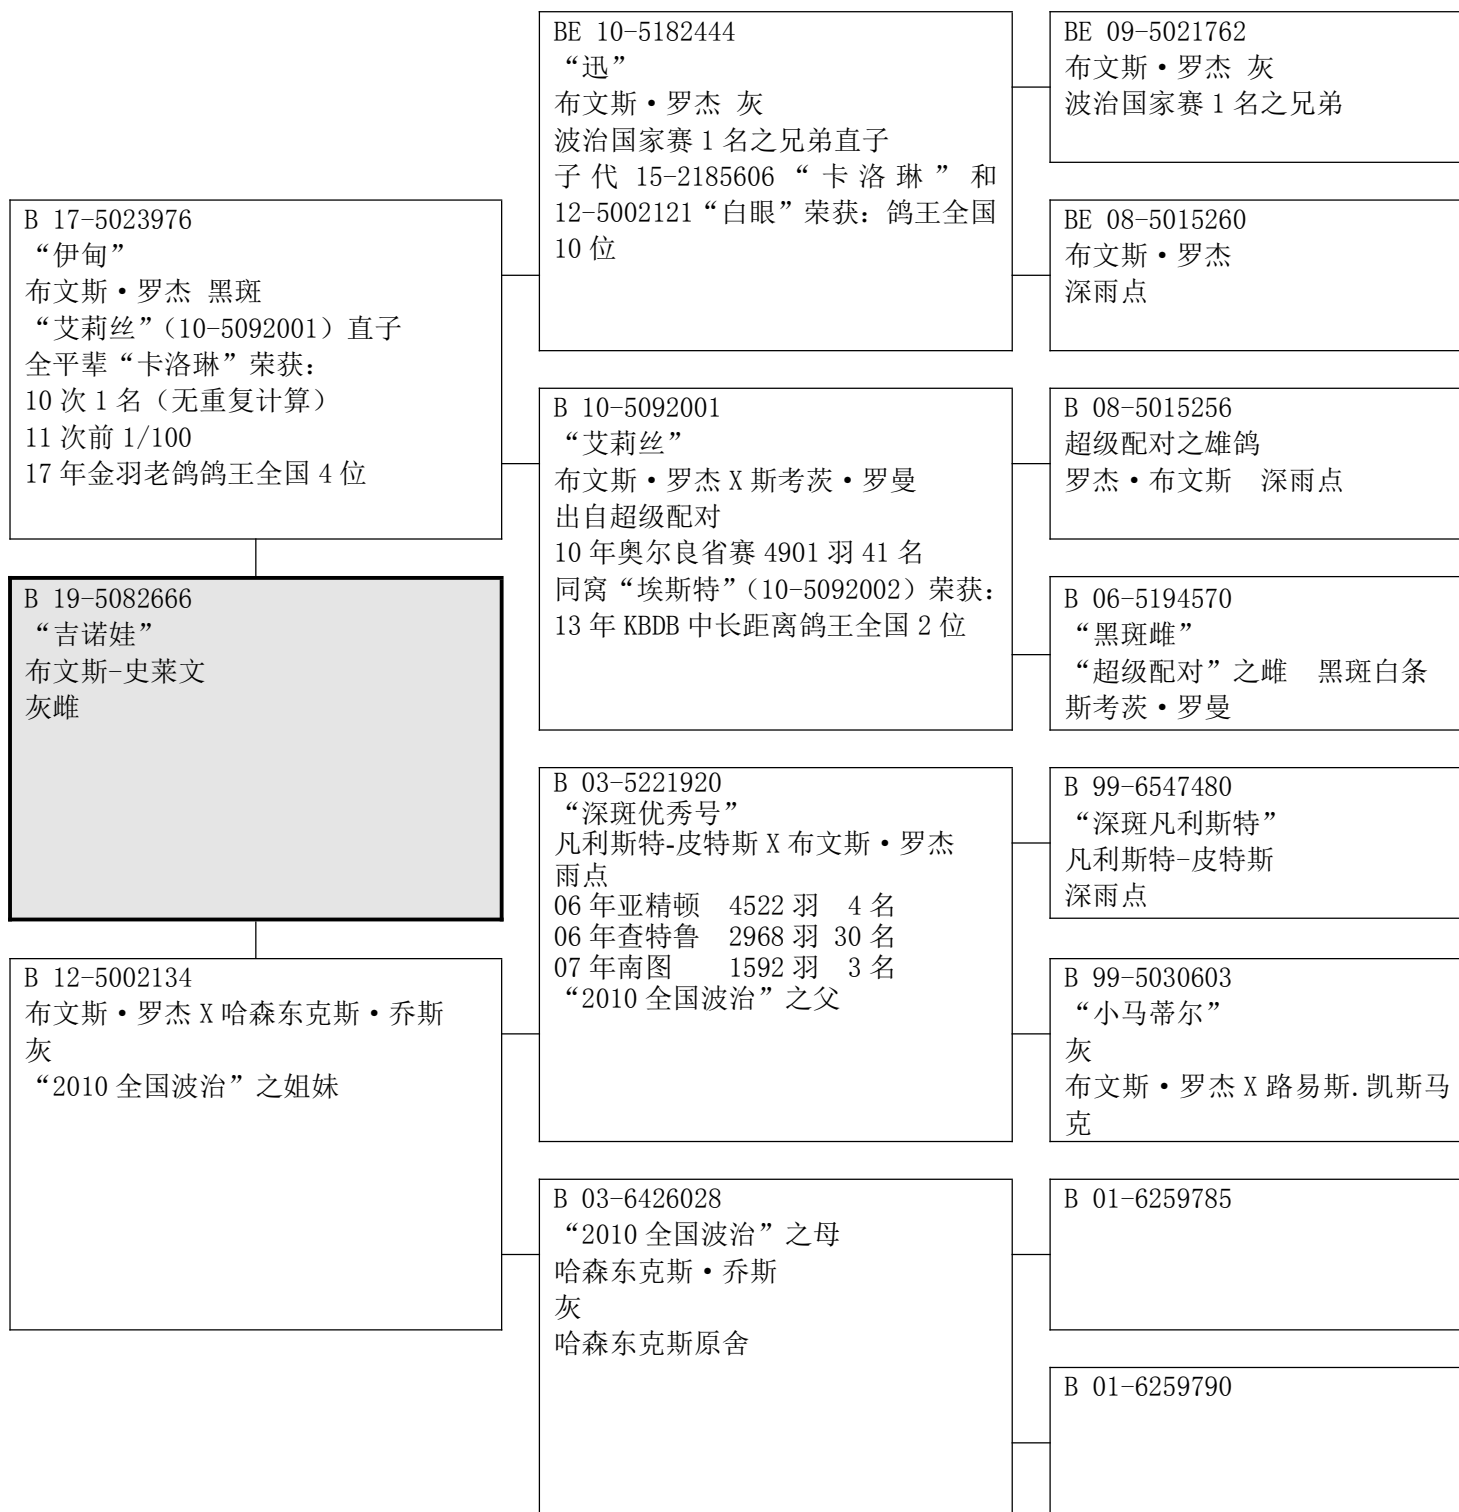 B 17-5023976
“伊甸”
布文斯·罗杰 黑斑
“艾莉丝”（10-5092001）直子
全平辈“卡洛琳”荣获：
10 次 1 名（无重复计算）
11 次前 1/100
17 年金羽老鸽鸽王全国 4 位
B 19-5082666
“吉诺娃”
布文斯-史莱文
灰雌
B 12-5002134
布文斯·罗杰 X 哈森东克斯·乔斯
灰
“2010 全国波治”之姐妹
BE 10-5182444
“迅”
布文斯·罗杰 灰
波治国家赛 1 名之兄弟直子
子代 15-2185606 “卡洛琳” 和
12-5002121“白眼”荣获：鸽王全国
10 位
B 10-5092001
“艾莉丝”
布文斯·罗杰 X 斯考茨·罗曼
出自超级配对
10 年奥尔良省赛 4901 羽 41 名
同窝“埃斯特”（10-5092002）荣获：
13 年 KBDB 中长距离鸽王全国 2 位
B 03-5221920
“深斑优秀号”
凡利斯特-皮特斯 X 布文斯·罗杰
雨点
06 年亚精顿 4522 羽 4 名
06 年查特鲁 2968 羽 30 名
07 年南图 1592 羽 3 名
“2010 全国波治”之父
B 03-6426028
“2010 全国波治”之母
哈森东克斯·乔斯
灰
哈森东克斯原舍
BE 09-5021762
布文斯·罗杰 灰
波治国家赛 1 名之兄弟
BE 08-5015260
布文斯·罗杰
深雨点
B 08-5015256
超级配对之雄鸽
罗杰·布文斯 深雨点
B 06-5194570
“黑斑雌”
“超级配对”之雌 黑斑白条
斯考茨·罗曼
B 99-6547480
“深斑凡利斯特”
凡利斯特-皮特斯
深雨点
B 99-5030603
“小马蒂尔”
灰
布文斯·罗杰 X 路易斯.凯斯马
克
B 01-6259785
B 01-6259790